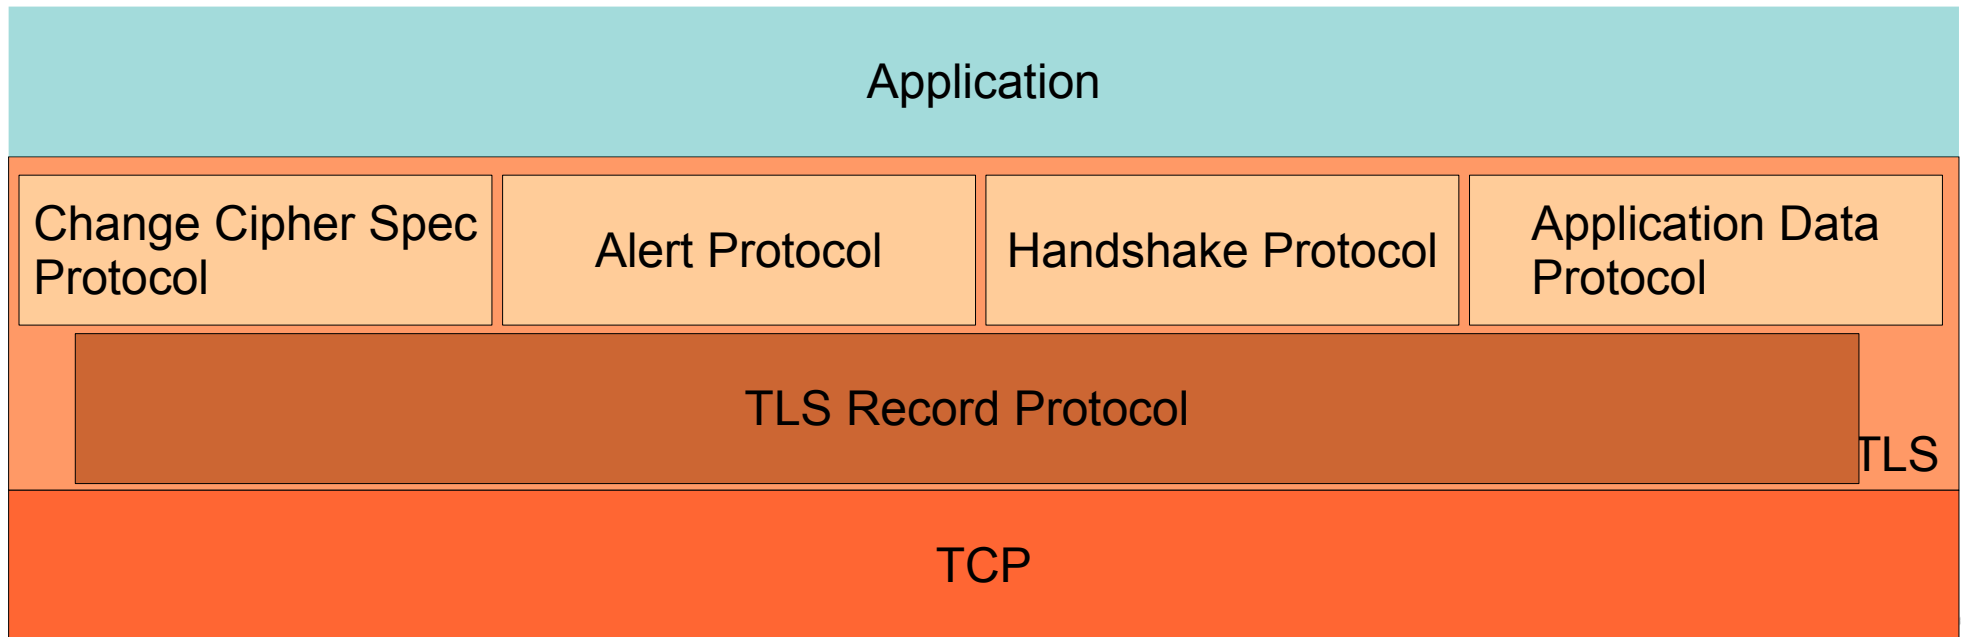 Application
Change Cipher Spec
Protocol
Alert Protocol
Handshake Protocol
Application Data
Protocol
TLS Record Protocol
TLS
TCP